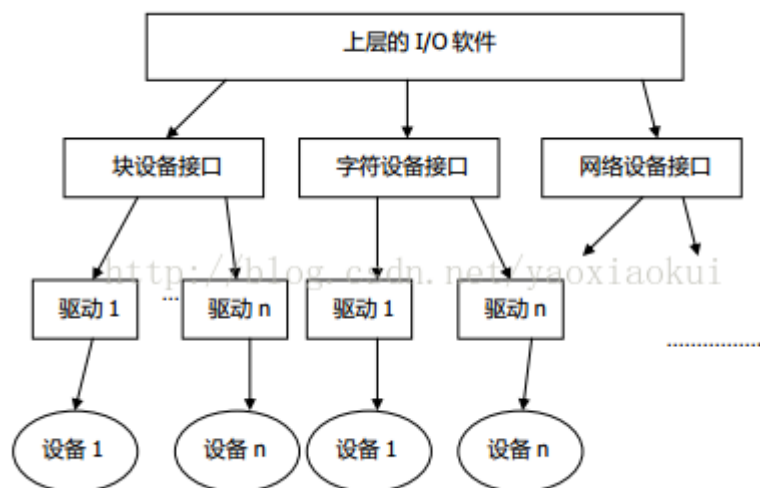 上层的 I/O 软件
块设备接口 字符设备接口 网络设备接口
http://blog.csdn.net/yaoxiaokui
驱动 1 ... 驱动 n 驱动 1 驱动 n
...............
设备 1 设备 n 设备 1 设备 n